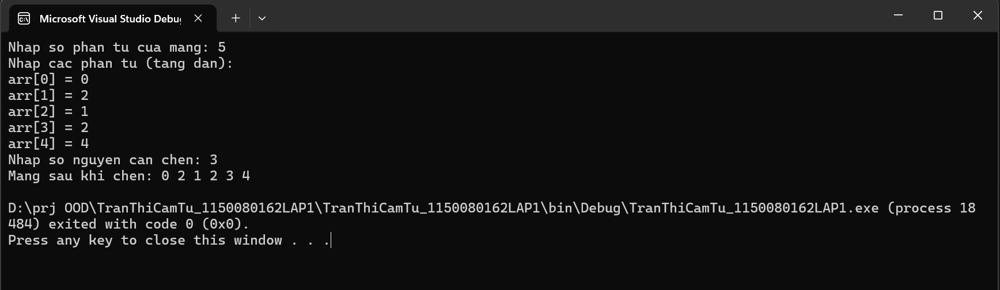 Microsoft Visual Studio Debu
Nhap so phan tu cua mang: 5
Nhap cac phan tu (tang dan):
arr[0] = 0
arr[1] = 2
arr[2] = 1
arr[3] = 2
arr[4] = 4
Nhap so nguyen can chen: 3
Mang sau khi chen: 0 2 1 2 3 4
D:\prj OOD\TranThiCamTu_1150080162LAP1\TranThiCamTu_1150080162LAP1\bin\Debug\TranThiCamTu_1150080162LAP1.exe (process 18
484) exited with code 0 (0x0).
Press any key to close this window . . .